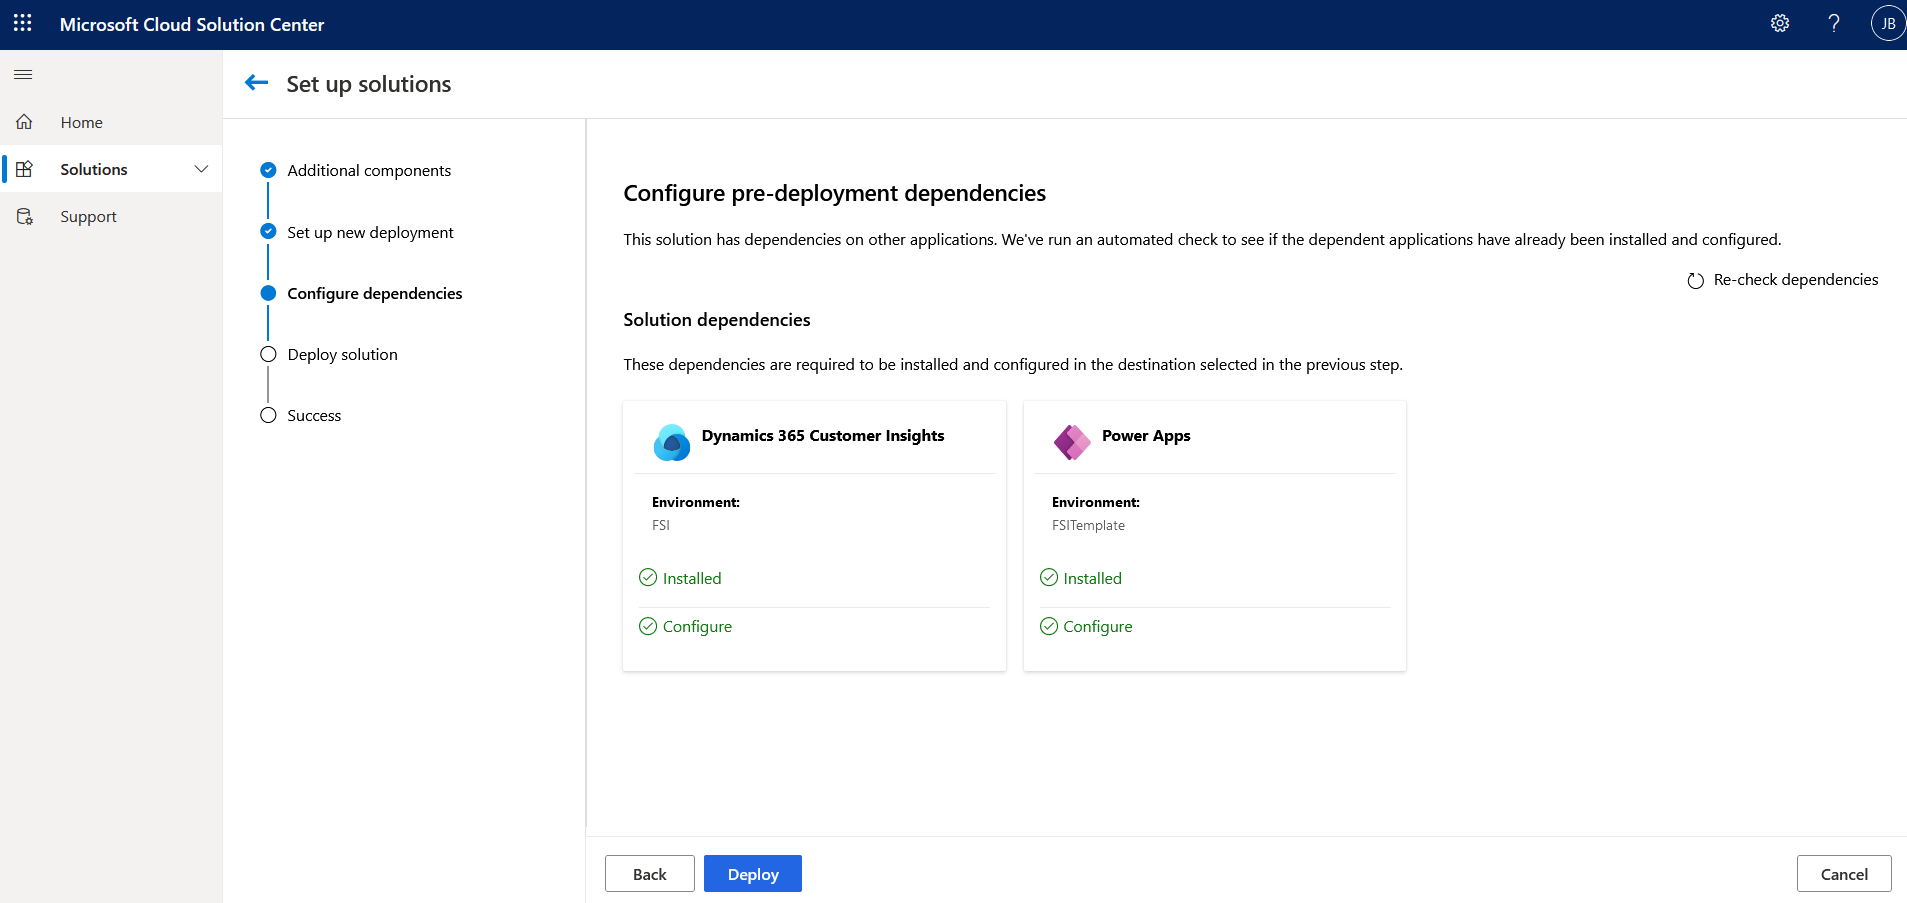 Microsoft Cloud Solution Center
?
JB
Home
Solutions
Support
Set up solutions
Additional components
Set up new deployment
Configure dependencies
Deploy solution
Success
Configure pre-deployment dependencies
This solution has dependencies on other applications. We've run an automated check to see if the dependent applications have already been installed and configured.
Re-check dependencies
Solution dependencies
These dependencies are required to be installed and configured in the destination selected in the previous step.
Dynamics 365 Customer Insights
Environment:
FSI
Installed
Configure
Power Apps
Environment:
FSITemplate
Installed
Configure
Back
Deploy
Cancel